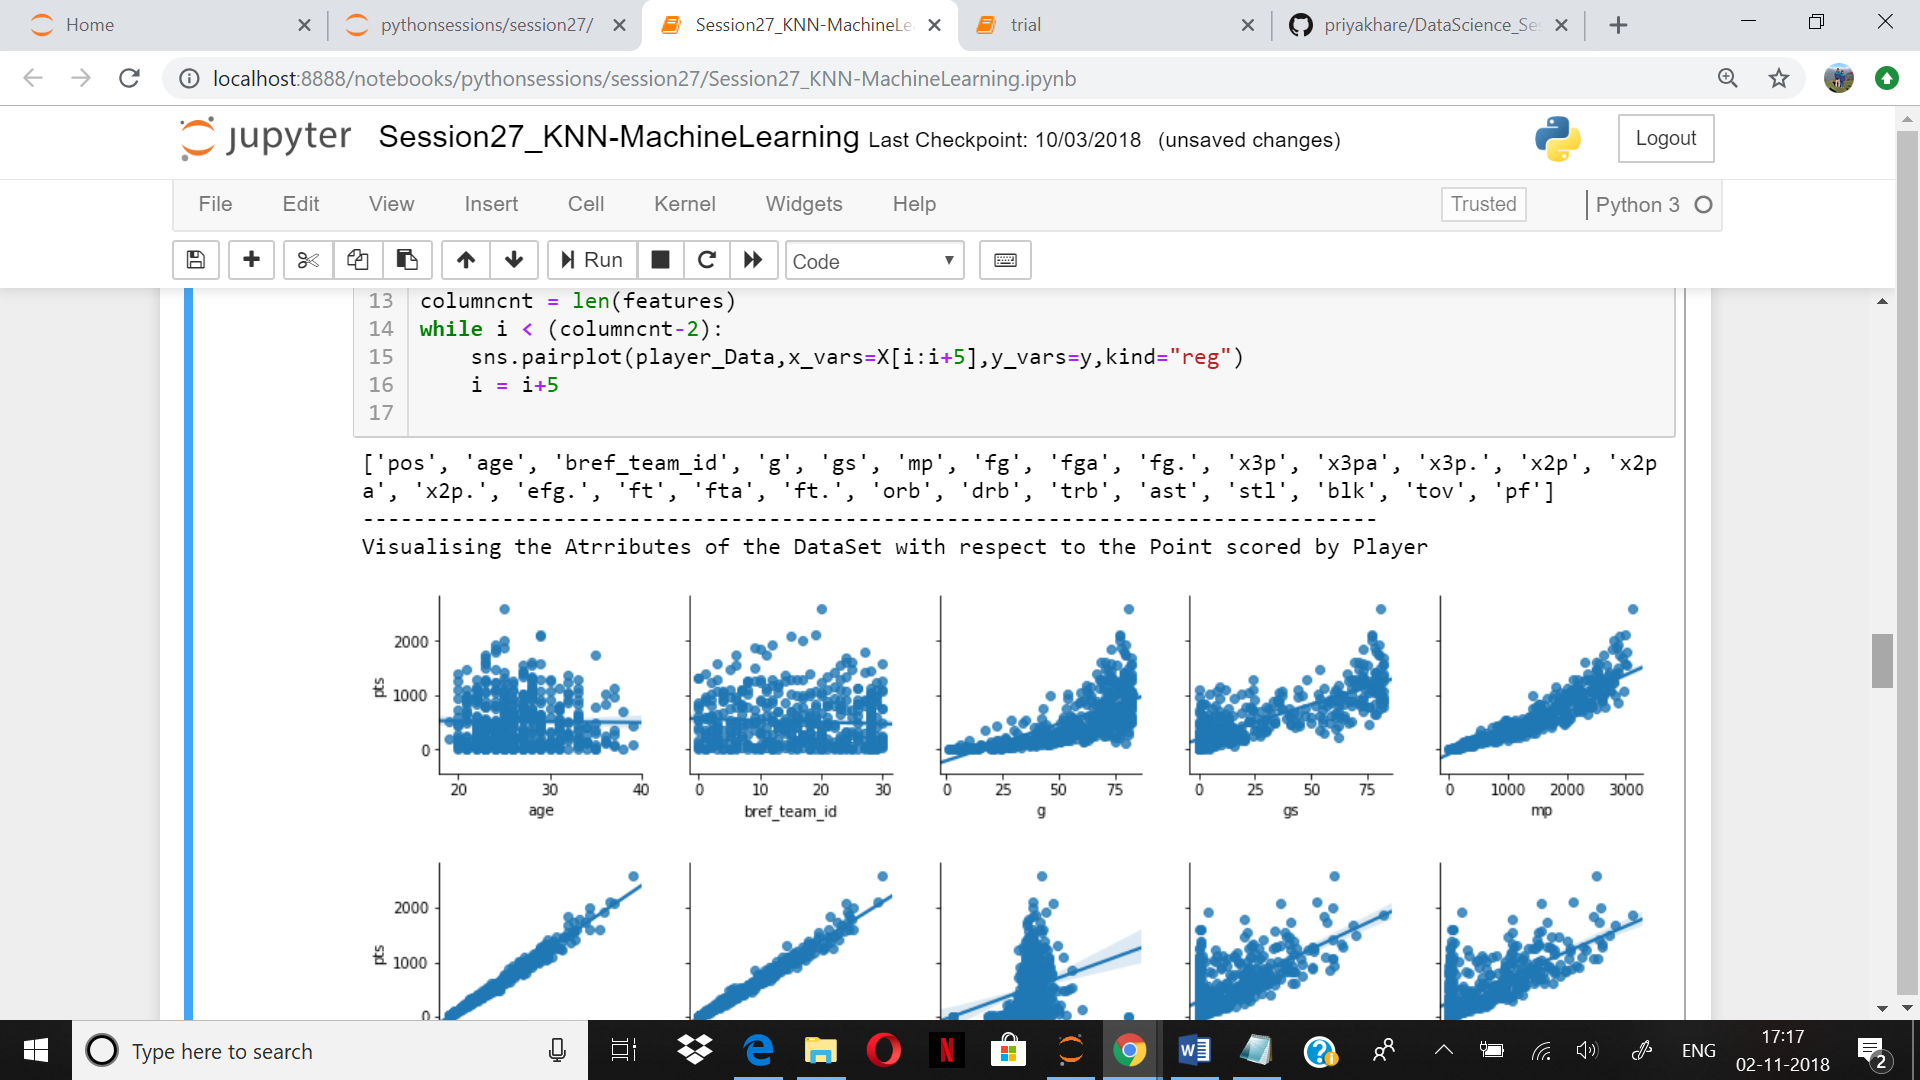 Home
pythonsessions/session27/
Session27_KNN-MachineLe
trial
priyakhare/DataScience_Se
localhost:8888/notebooks/pythonsessions/session27/Session27_KNN-MachineLearning.ipynb
jupyter Session27_KNN-MachineLearning Last Checkpoint: 10/03/2018 (unsaved changes)
Logout
File Edit View Insert Cell Kernel Widgets Help
Trusted
Python 3
Run
Code
13 columncnt = len(features)
14 while i < (columncnt-2):
15     sns.pairplot(player_Data,x_vars=X[i:i+5],y_vars=y,kind="reg")
16     i = i+5
17
['pos', 'age', 'bref_team_id', 'g', 'gs', 'mp', 'fg', 'fga', 'fg.', 'x3p', 'x3pa', 'x3p.', 'x2p', 'x2p
a', 'x2p.', 'efg.', 'ft', 'fta', 'ft.', 'orb', 'drb', 'trb', 'ast', 'stl', 'blk', 'tov', 'pf']
--------------------------------------------------------------------------------
Visualising the Atrributes of the DataSet with respect to the Point scored by Player
2000
1000
0
pts
20 30 40
age
0 10 20 30
bref_team_id
0 25 50 75
g
0 25 50 75
gs
0 1000 2000 3000
mp
2000
1000
0
pts
Type here to search
N
W
ENG
17:17
02-11-2018
2